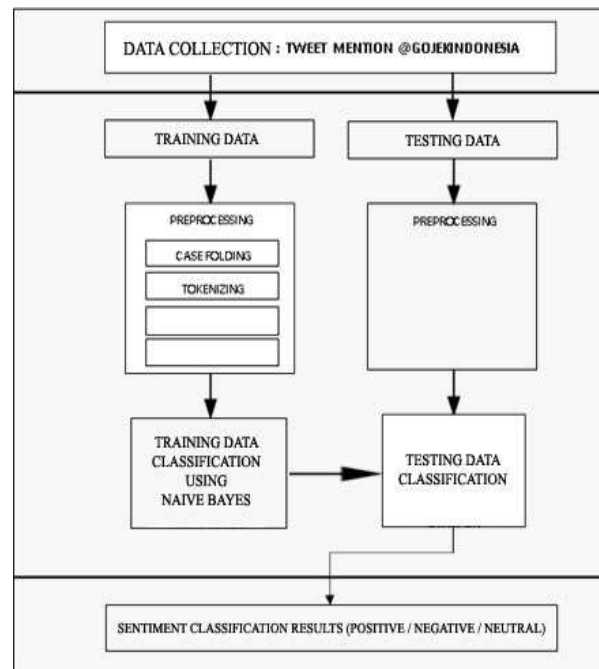 DATA COLLECTION : TWEET MENTION @GOJEKINDONESIA
TRAINING DATA
TESTING DATA
PREPROCESSING
CASE FOLDING
TOKENIZING
PREPROCESSING
TRAINING DATA
CLASSIFICATION
USING
NAIVE BAYES
TESTING DATA
CLASSIFICATION
SENTIMENT CLASSIFICATION RESULTS (POSITIVE / NEGATIVE / NEUTRAL)